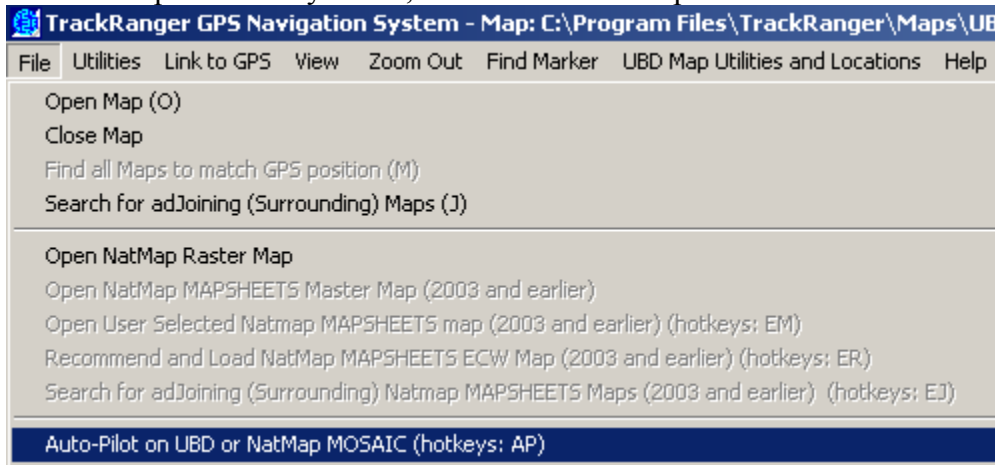 TrackRanger GPS Navigation System - Map: C:\Program Files\TrackRanger\Maps\UB
File Utilities Link to GPS View Zoom Out Find Marker UBD Map Utilities and Locations Help
Open Map (O)
Close Map
Find all Maps to match GPS position (M)
Search for adJoining (Surrounding) Maps (J)
Open NatMap Raster Map
Open NatMap MAPSHEETS Master Map (2003 and earlier)
Open User Selected Natmap MAPSHEETS map (2003 and earlier) (hotkeys: EM)
Recommend and Load NatMap MAPSHEETS ECW Map (2003 and earlier) (hotkeys: ER)
Search for adJoining (Surrounding) Natmap MAPSHEETS Maps (2003 and earlier) (hotkeys: EJ)
Auto-Pilot on UBD or NatMap MOSAIC (hotkeys: AP)